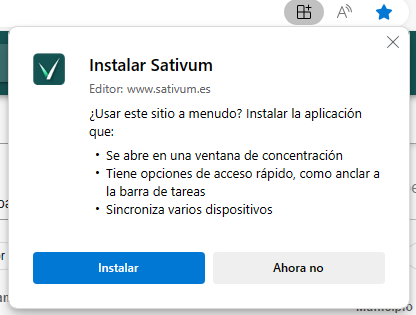 Instalar Sativum
Editor: www.sativum.es
¿Usar este sitio a menudo? Instalar la aplicación
que:
• Se abre en una ventana de concentración
• Tiene opciones de acceso rápido, como anclar a
la barra de tareas
• Sincroniza varios dispositivos
Instalar
Ahora no